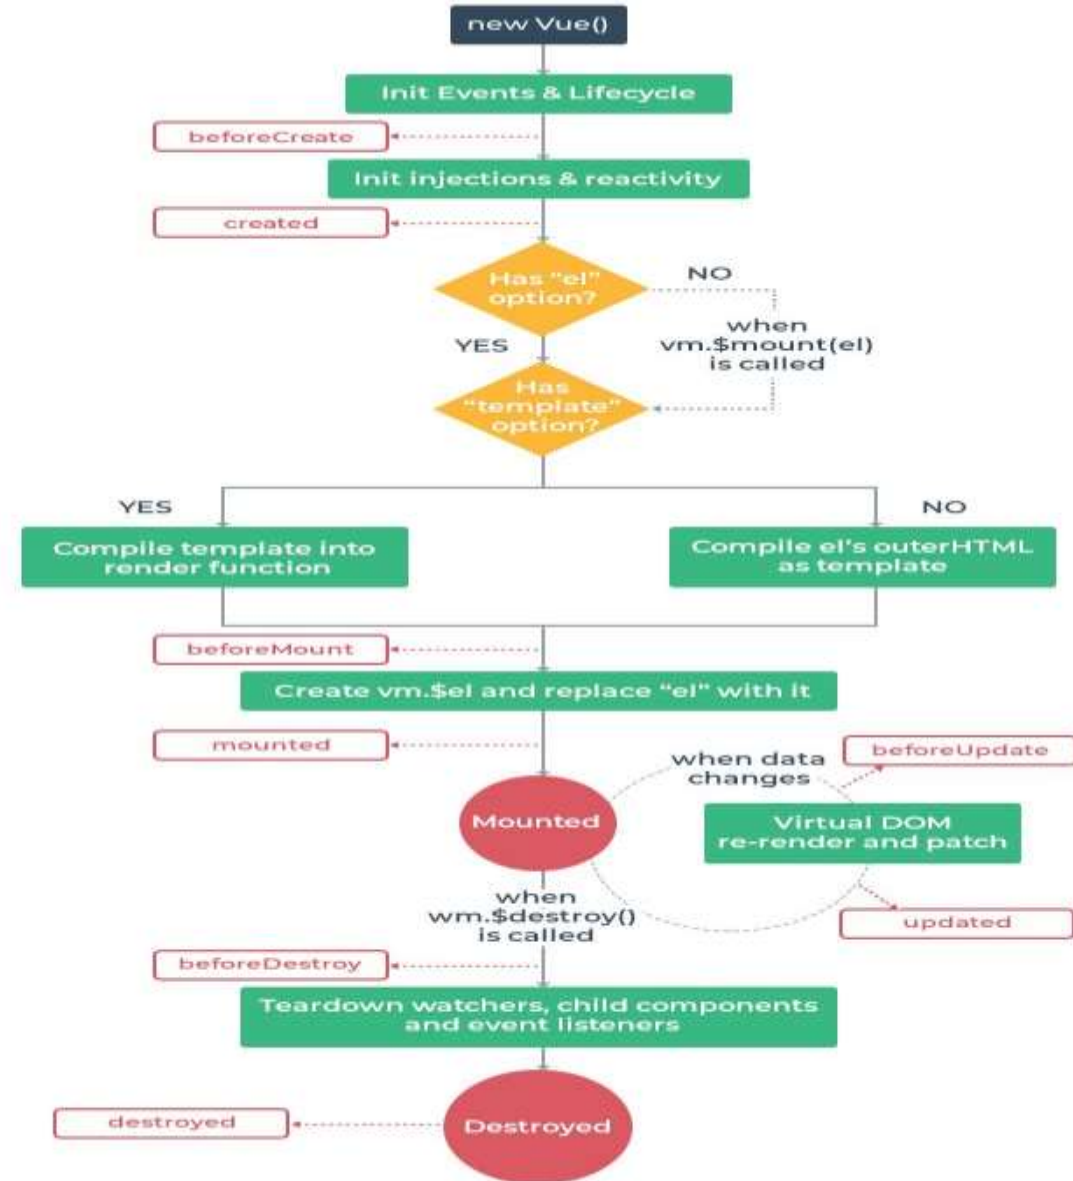 new Vue()
Init Events & Lifecycle
beforeCreate
Init injections & reactivity
created
Has “el”
option?
NO
when
vm.$mount(el)
is called
YES
Has
“template”
option?
YES
NO
Compile template into
render function
Compile el’s outerHTML
as template
beforeMount
Create vm.$el and replace “el” with it
mounted
when data
changes
beforeUpdate
Mounted
Virtual DOM
re-render and patch
updated
when
wm.$destroy()
is called
beforeDestroy
Teardown watchers, child components
and event listeners
destroyed
Destroyed